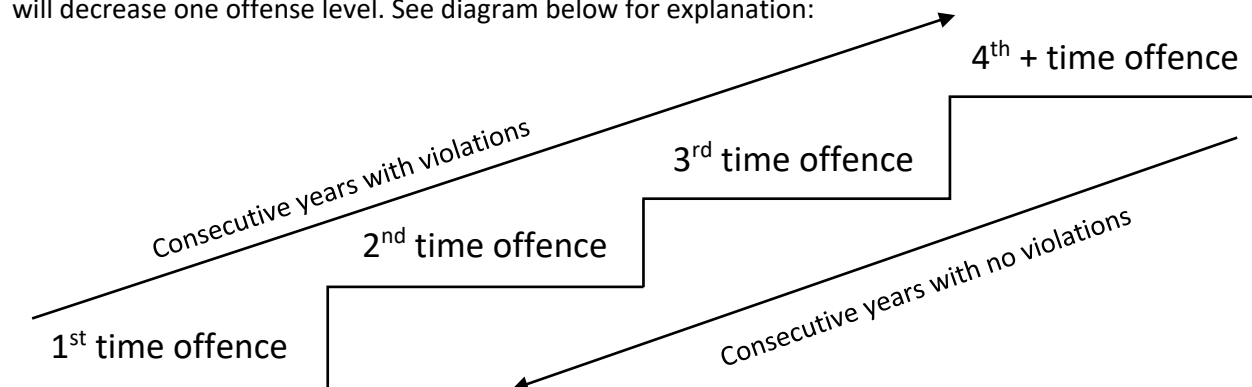 will decrease one offense level. See diagram below for explanation:
4th + time offence
Consecutive years with violations
3rd time offence
2nd time offence
Consecutive years with no violations
1st time offence